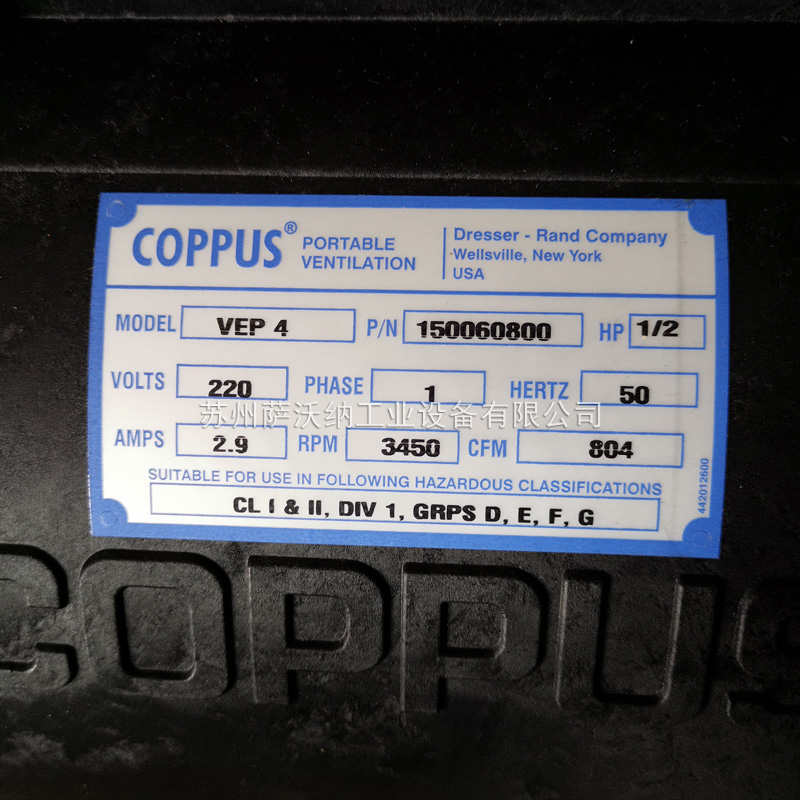 COPPUS® PORTABLE VENTILATION
Dresser - Rand Company
Wellsville, New York
USA
MODEL VEP 4 P/N 150060800 HP 1/2
VOLTS 220 PHASE 1 HERTZ 50
苏州萨沃纳工业设备有限公司
AMPS 2.9 RPM 3450 CFM 804
SUITABLE FOR USE IN FOLLOWING HAZARDOUS CLASSIFICATIONS
CL I & II, DIV 1, GRPS D, E, F, G
442012600
COPPUS